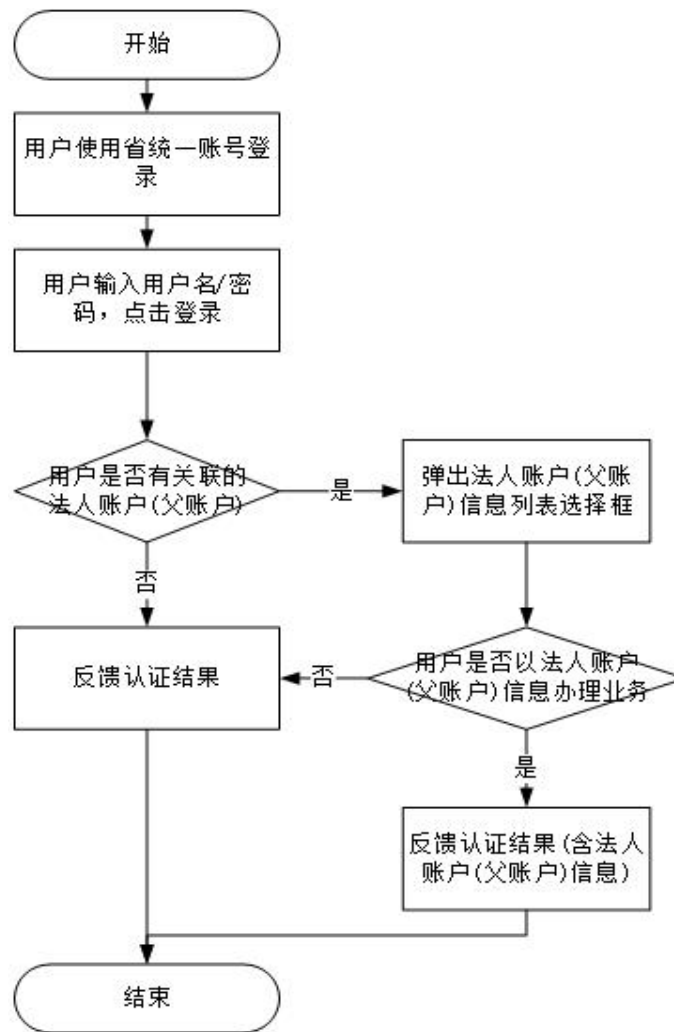 开始
用户使用省统一账号登
录
用户输入用户名/密
码，点击登录
用户是否有关联的
法人账户(父账户)
是
弹出法人账户(父账
户)信息列表选择框
否
反馈认证结果
否
用户是否以法人账户
(父账户)信息办理业务
是
反馈认证结果(含法人
账户(父账户)信息)
结束